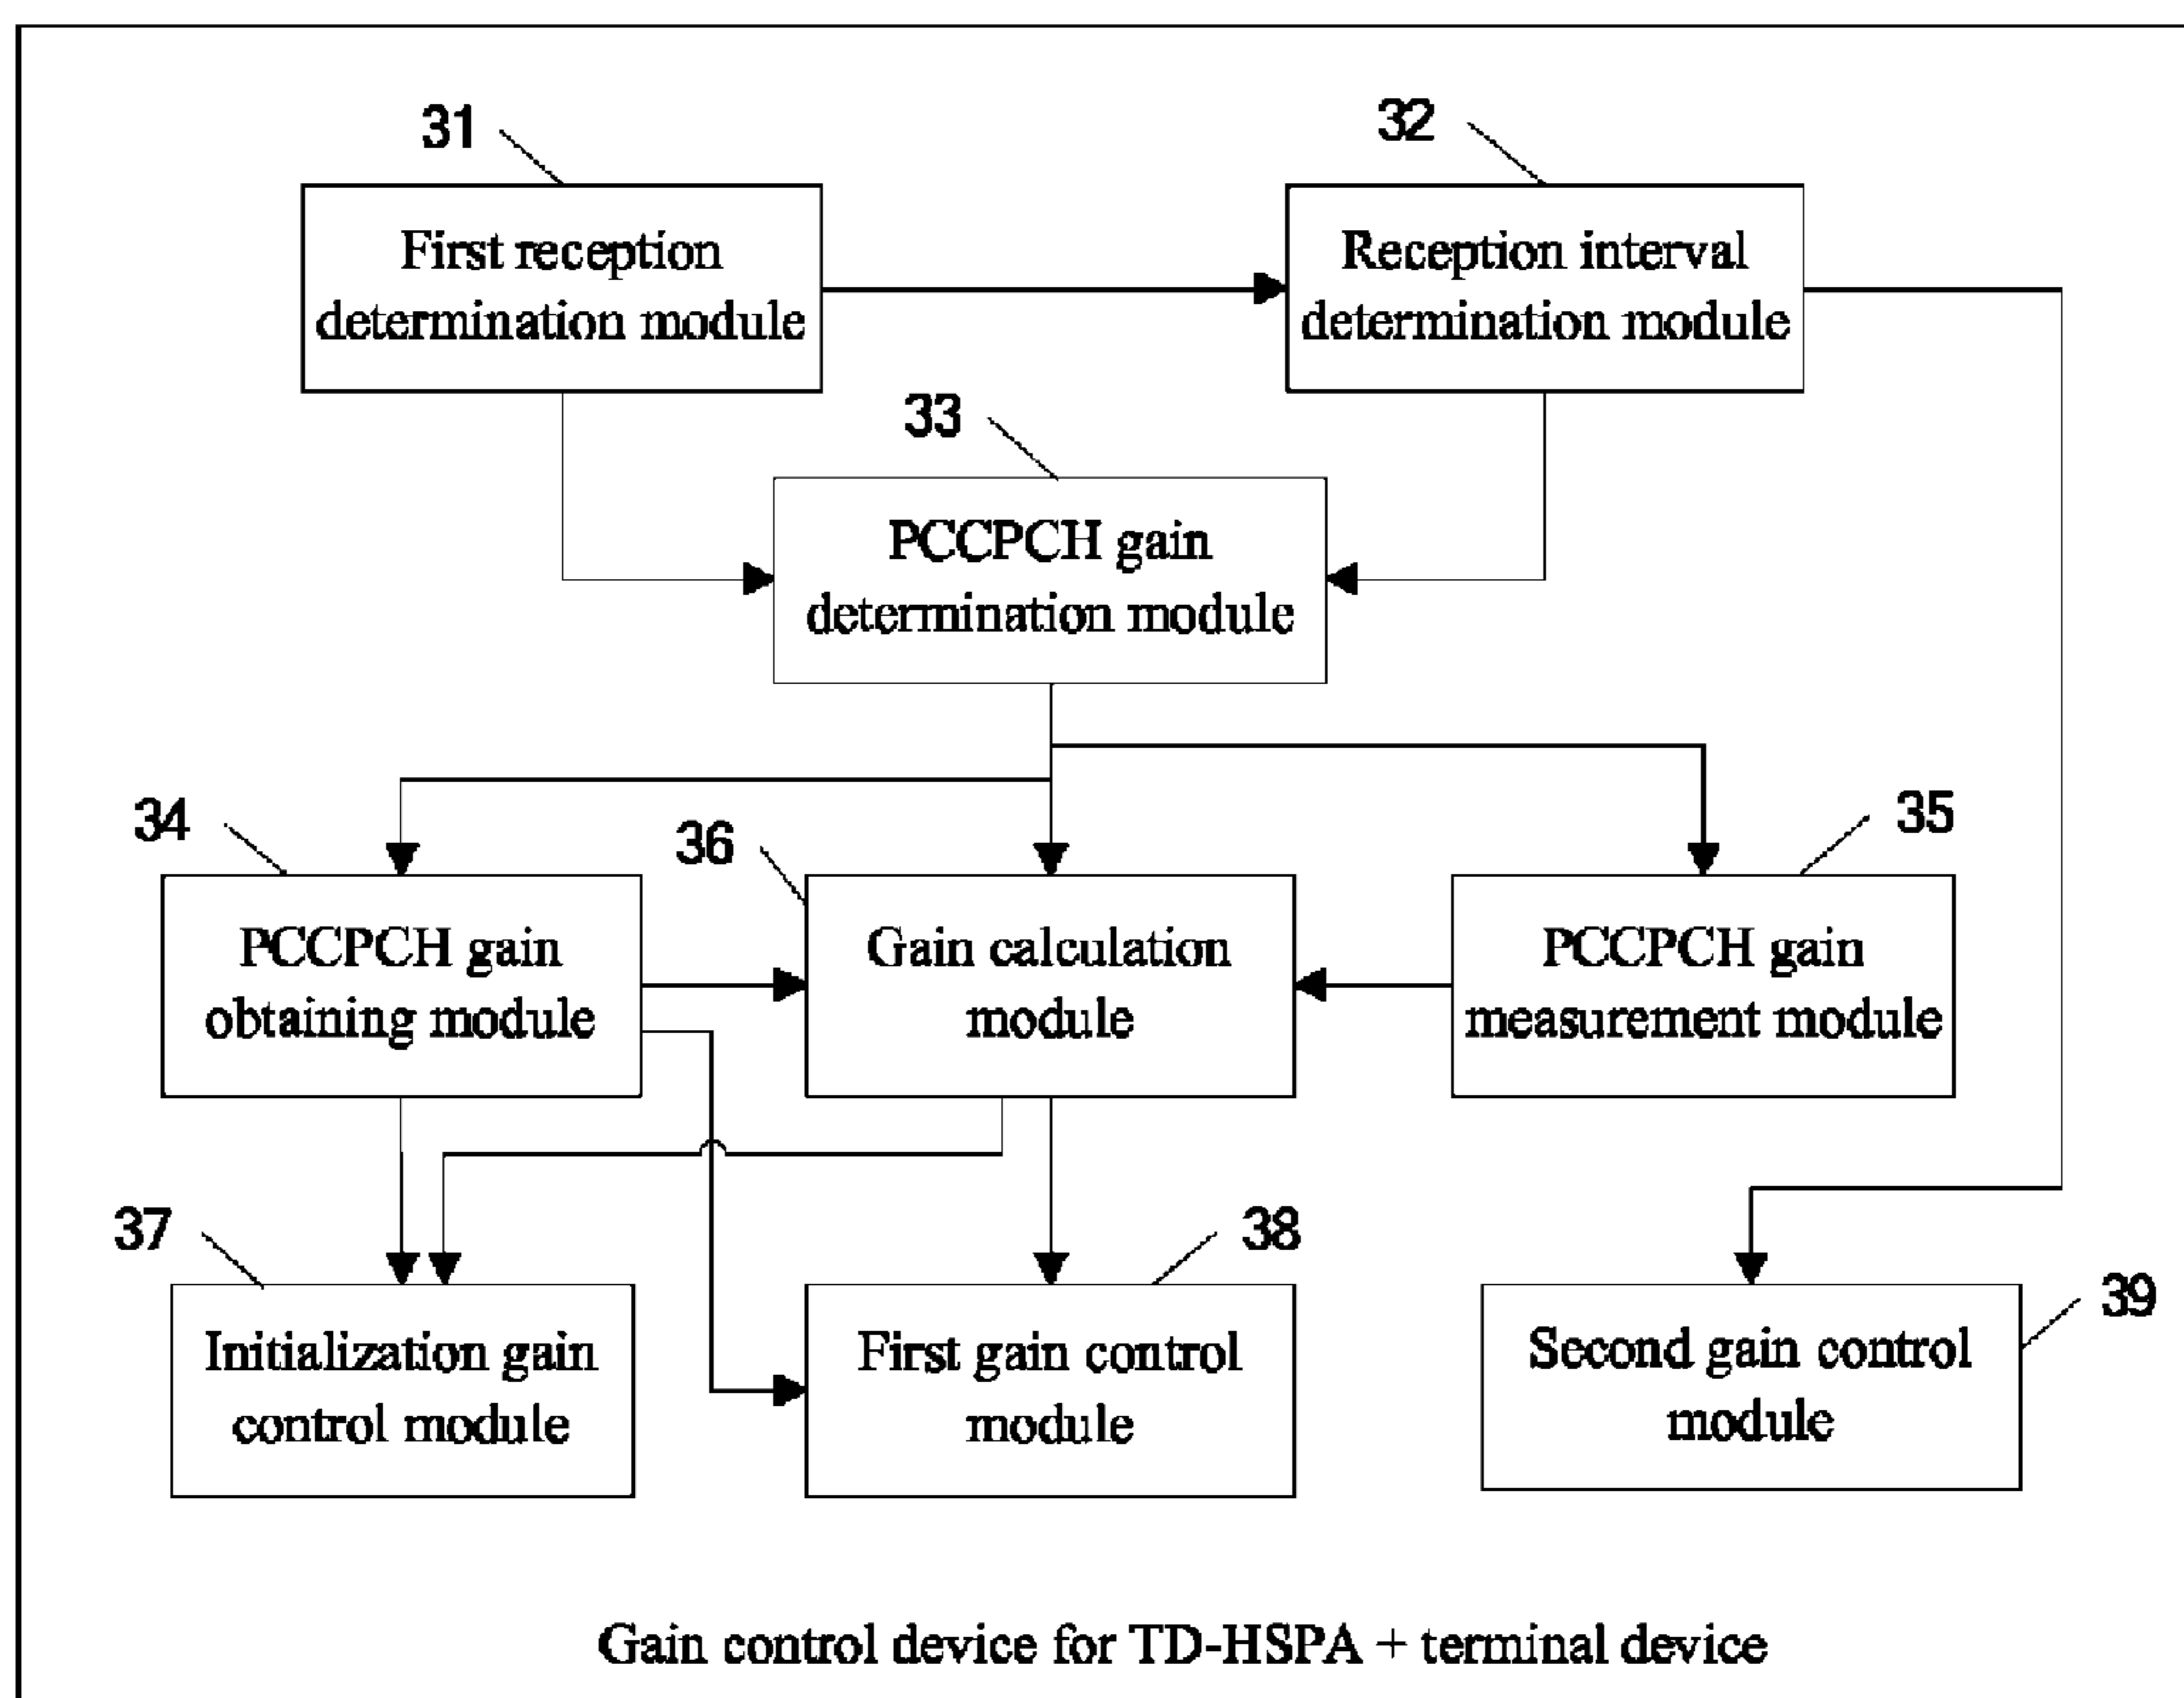 31
32
First reception
determination module
Reception interval
determination module
33
PCCPCH gain
determination module
34
36
35
PCCPCH gain
obtaining module
Gain calculation
module
PCCPCH gain
measurement module
37
38
39
Initialization gain
control module
First gain control
module
Second gain control
module
Gain control device for TD-HSPA + terminal device